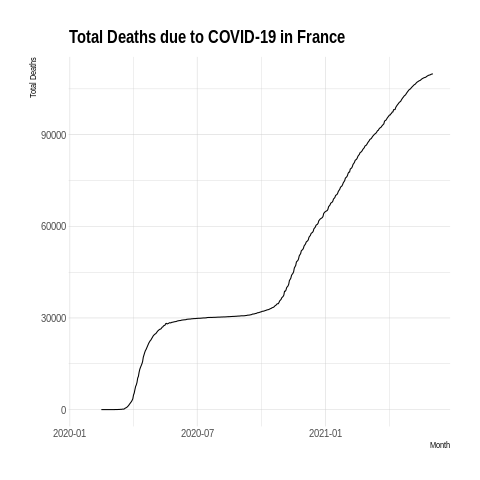 Total Deaths due to COVID-19 in France
Total Deaths
90000
60000
30000
0
2020-01
2020-07
2021-01
Month